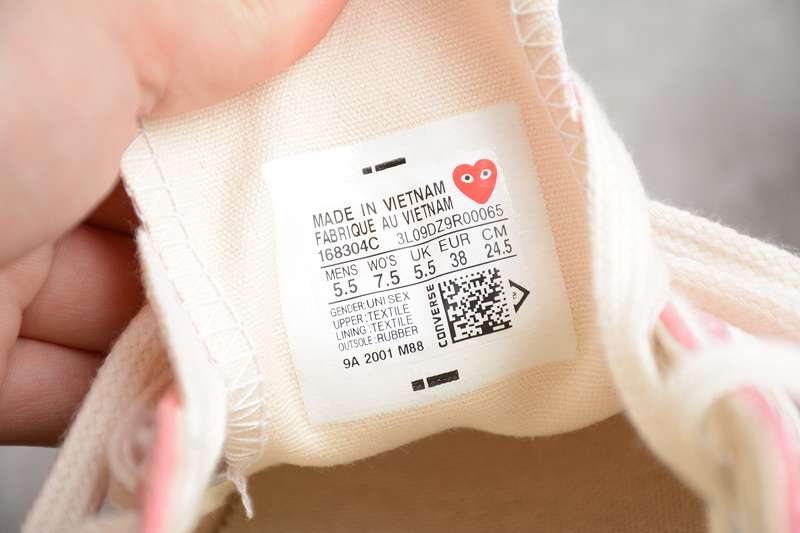 MADE IN VIETNAM
FABRIQUE AU VIETNAM
168304C 3L09DZ9R00065
MENS WO'S UK EUR CM
5.5 7.5 5.5 38 24.5
GENDER:UNISEX
UPPER:TEXTILE
LINING:TEXTILE
OUTSOLE:RUBBER
CONVERSE
TM
9A 2001 M88